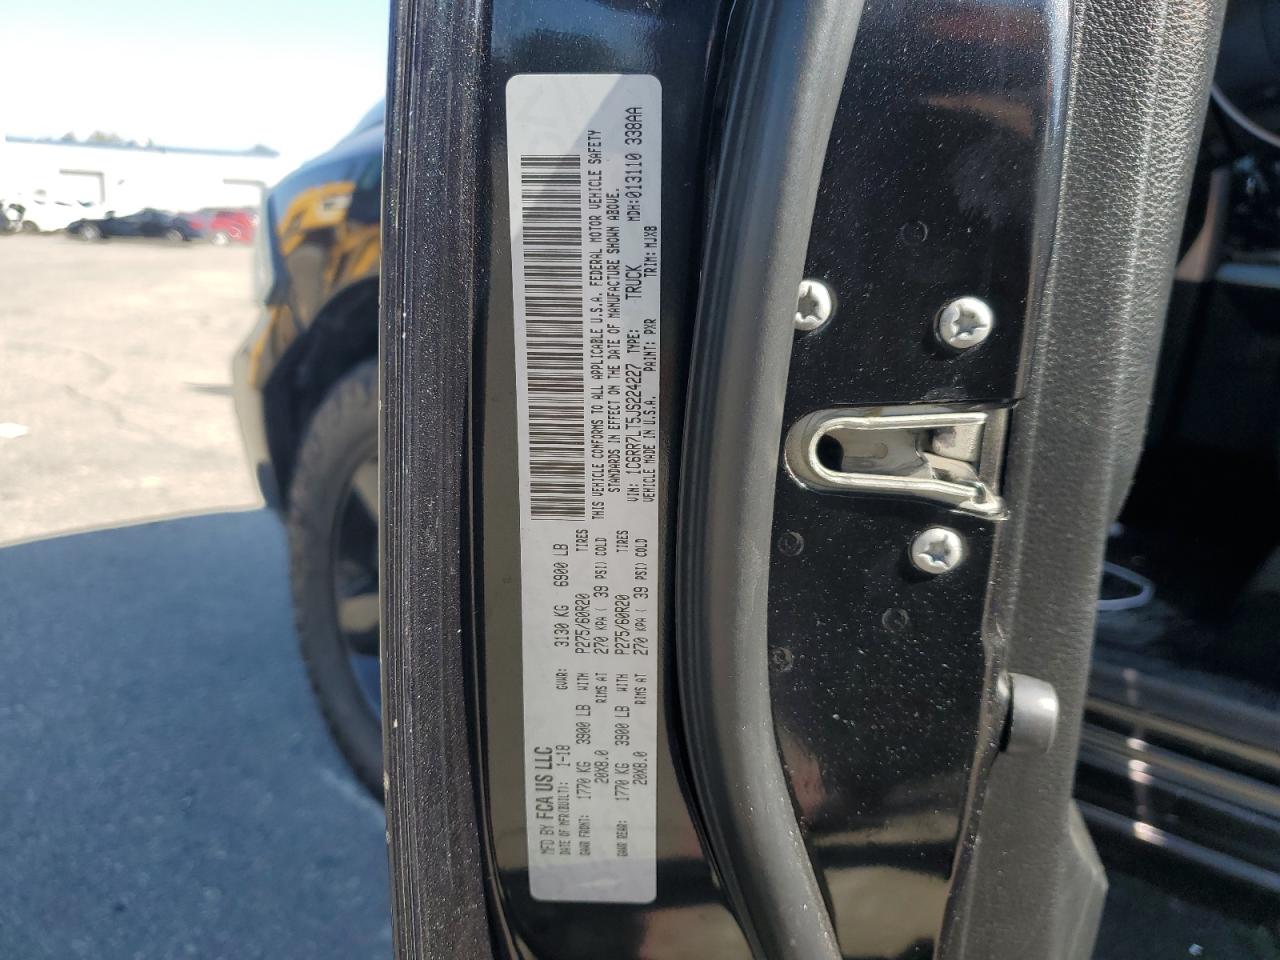 MFD BY FCA US LLC
DATE OF MFR(BUILT): 1-18 GVWR: 3130 KG 6900 LB
GAWR FRONT: 1770 KG 3900 LB WITH P275/60R20 TIRES
20X8.0 RIMS AT 270 KPA ( 39 PSI) COLD
GAWR REAR: 1770 KG 3900 LB WITH P275/60R20 TIRES
20X8.0 RIMS AT 270 KPA ( 39 PSI) COLD
THIS VEHICLE CONFORMS TO ALL APPLICABLE U.S.A. FEDERAL MOTOR VEHICLE SAFETY
STANDARDS IN EFFECT ON THE DATE OF MANUFACTURE SHOWN ABOVE.
VIN: 1C6RR7LT5JS224227 TYPE: TRUCK MDH:013110 338AA
VEHICLE MADE IN U.S.A. PAINT: PXR TRIM: MJX8